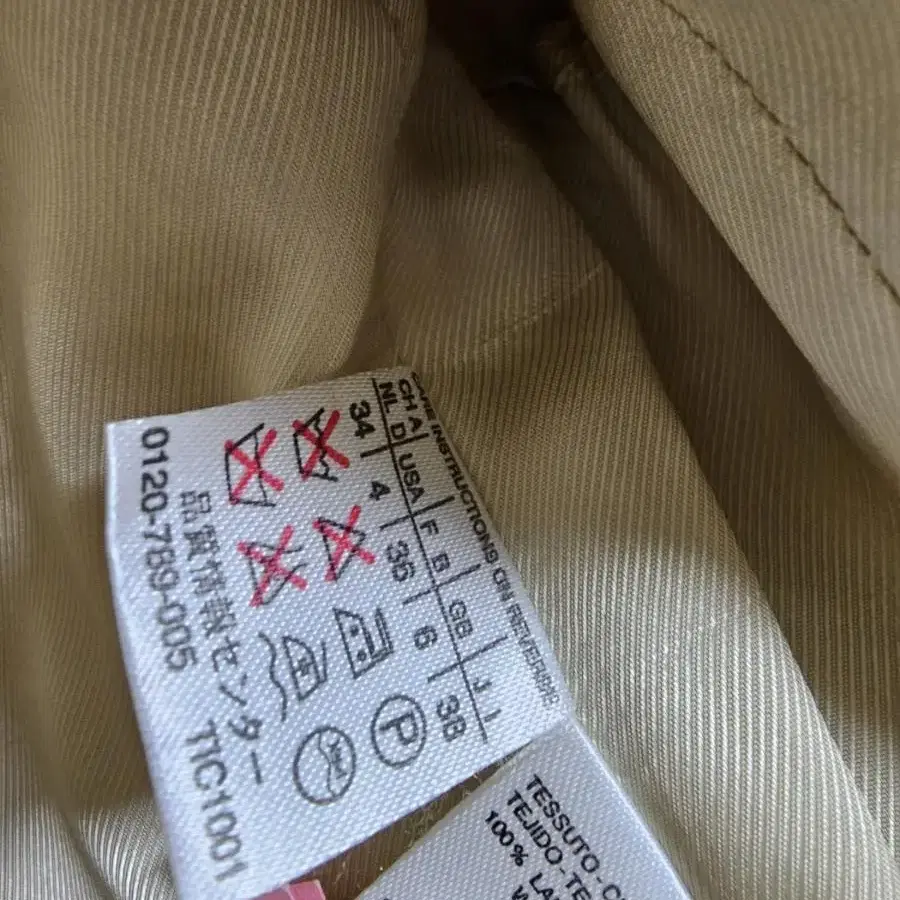 CARE INSTRUCTIONS ON REVERSE
CH A
NL D USA F B GB J I
34 4 36 6 38
P
品質情報センター
0120-789-005 TIC1001
TESSUTO -
TEJIDO -
100%